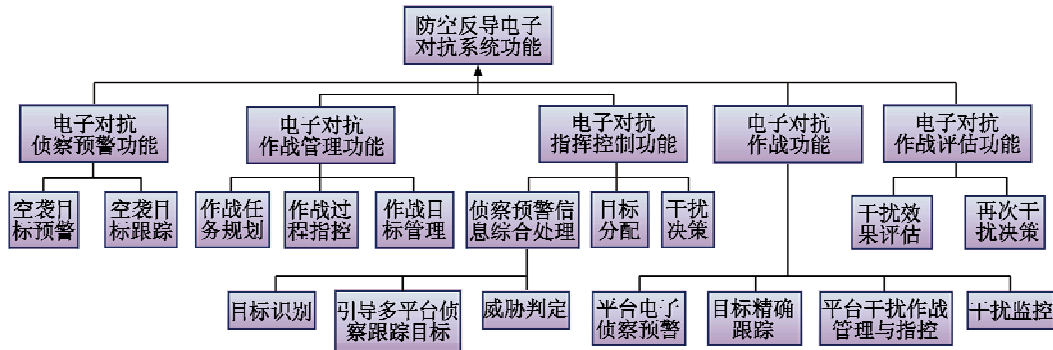 防空反导电子
对抗系统功能
电子对抗
侦察预警功能
电子对抗
作战管理功能
电子对抗
指挥控制功能
电子对抗
作战功能
电子对抗
作战评估功能
空袭目
标预警
空袭目
标跟踪
作战任
务规划
作战过
程指控
作战目
标管理
侦察预警信
息综合处理
目标
分配
干扰
决策
干扰效
果评估
再次干
扰决策
目标识别
引导多平台侦
察跟踪目标
威胁判定
平台电子
侦察预警
目标精确
跟踪
平台干扰作战
管理与指控
干扰监控